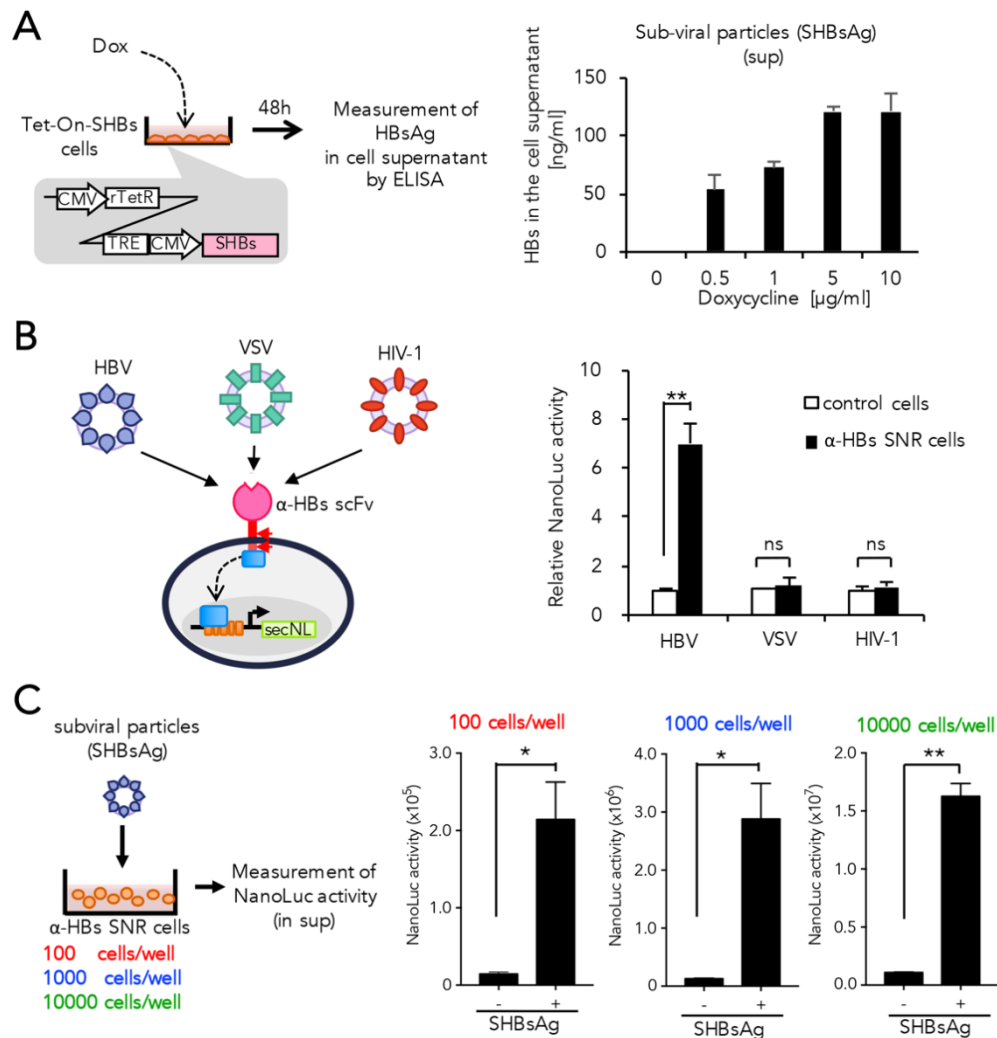 A
Dox
Tet-On-SHBs
cells
48h
Measurement of
HBsAg
in cell supernatant
by ELISA
CMV rTetR
TRE CMV SHBs
Sub-viral particles (SHBsAg)
(sup)
HBs in the cell supernatant
[ng/ml]
150
100
50
0
0 0.5 1 5 10
Doxycycline [µg/ml]
B
HBV
VSV
HIV-1
α-HBs scFv
secNL
Relative NanoLuc activity
10
8
6
4
2
0
**
ns
ns
control cells
α-HBs SNR cells
HBV VSV HIV-1
C
subviral particles
(SHBsAg)
α-HBs SNR cells
100 cells/well
1000 cells/well
10000 cells/well
Measurement of
NanoLuc activity
(in sup)
100 cells/well
NanoLuc activity (x10⁵)
3.0
2.0
1.0
0
*
- +
SHBsAg
1000 cells/well
NanoLuc activity (x10⁶)
4.0
3.0
2.0
1.0
0
*
- +
SHBsAg
10000 cells/well
NanoLuc activity (x10⁷)
2.0
1.5
1.0
0.5
0.0
**
- +
SHBsAg